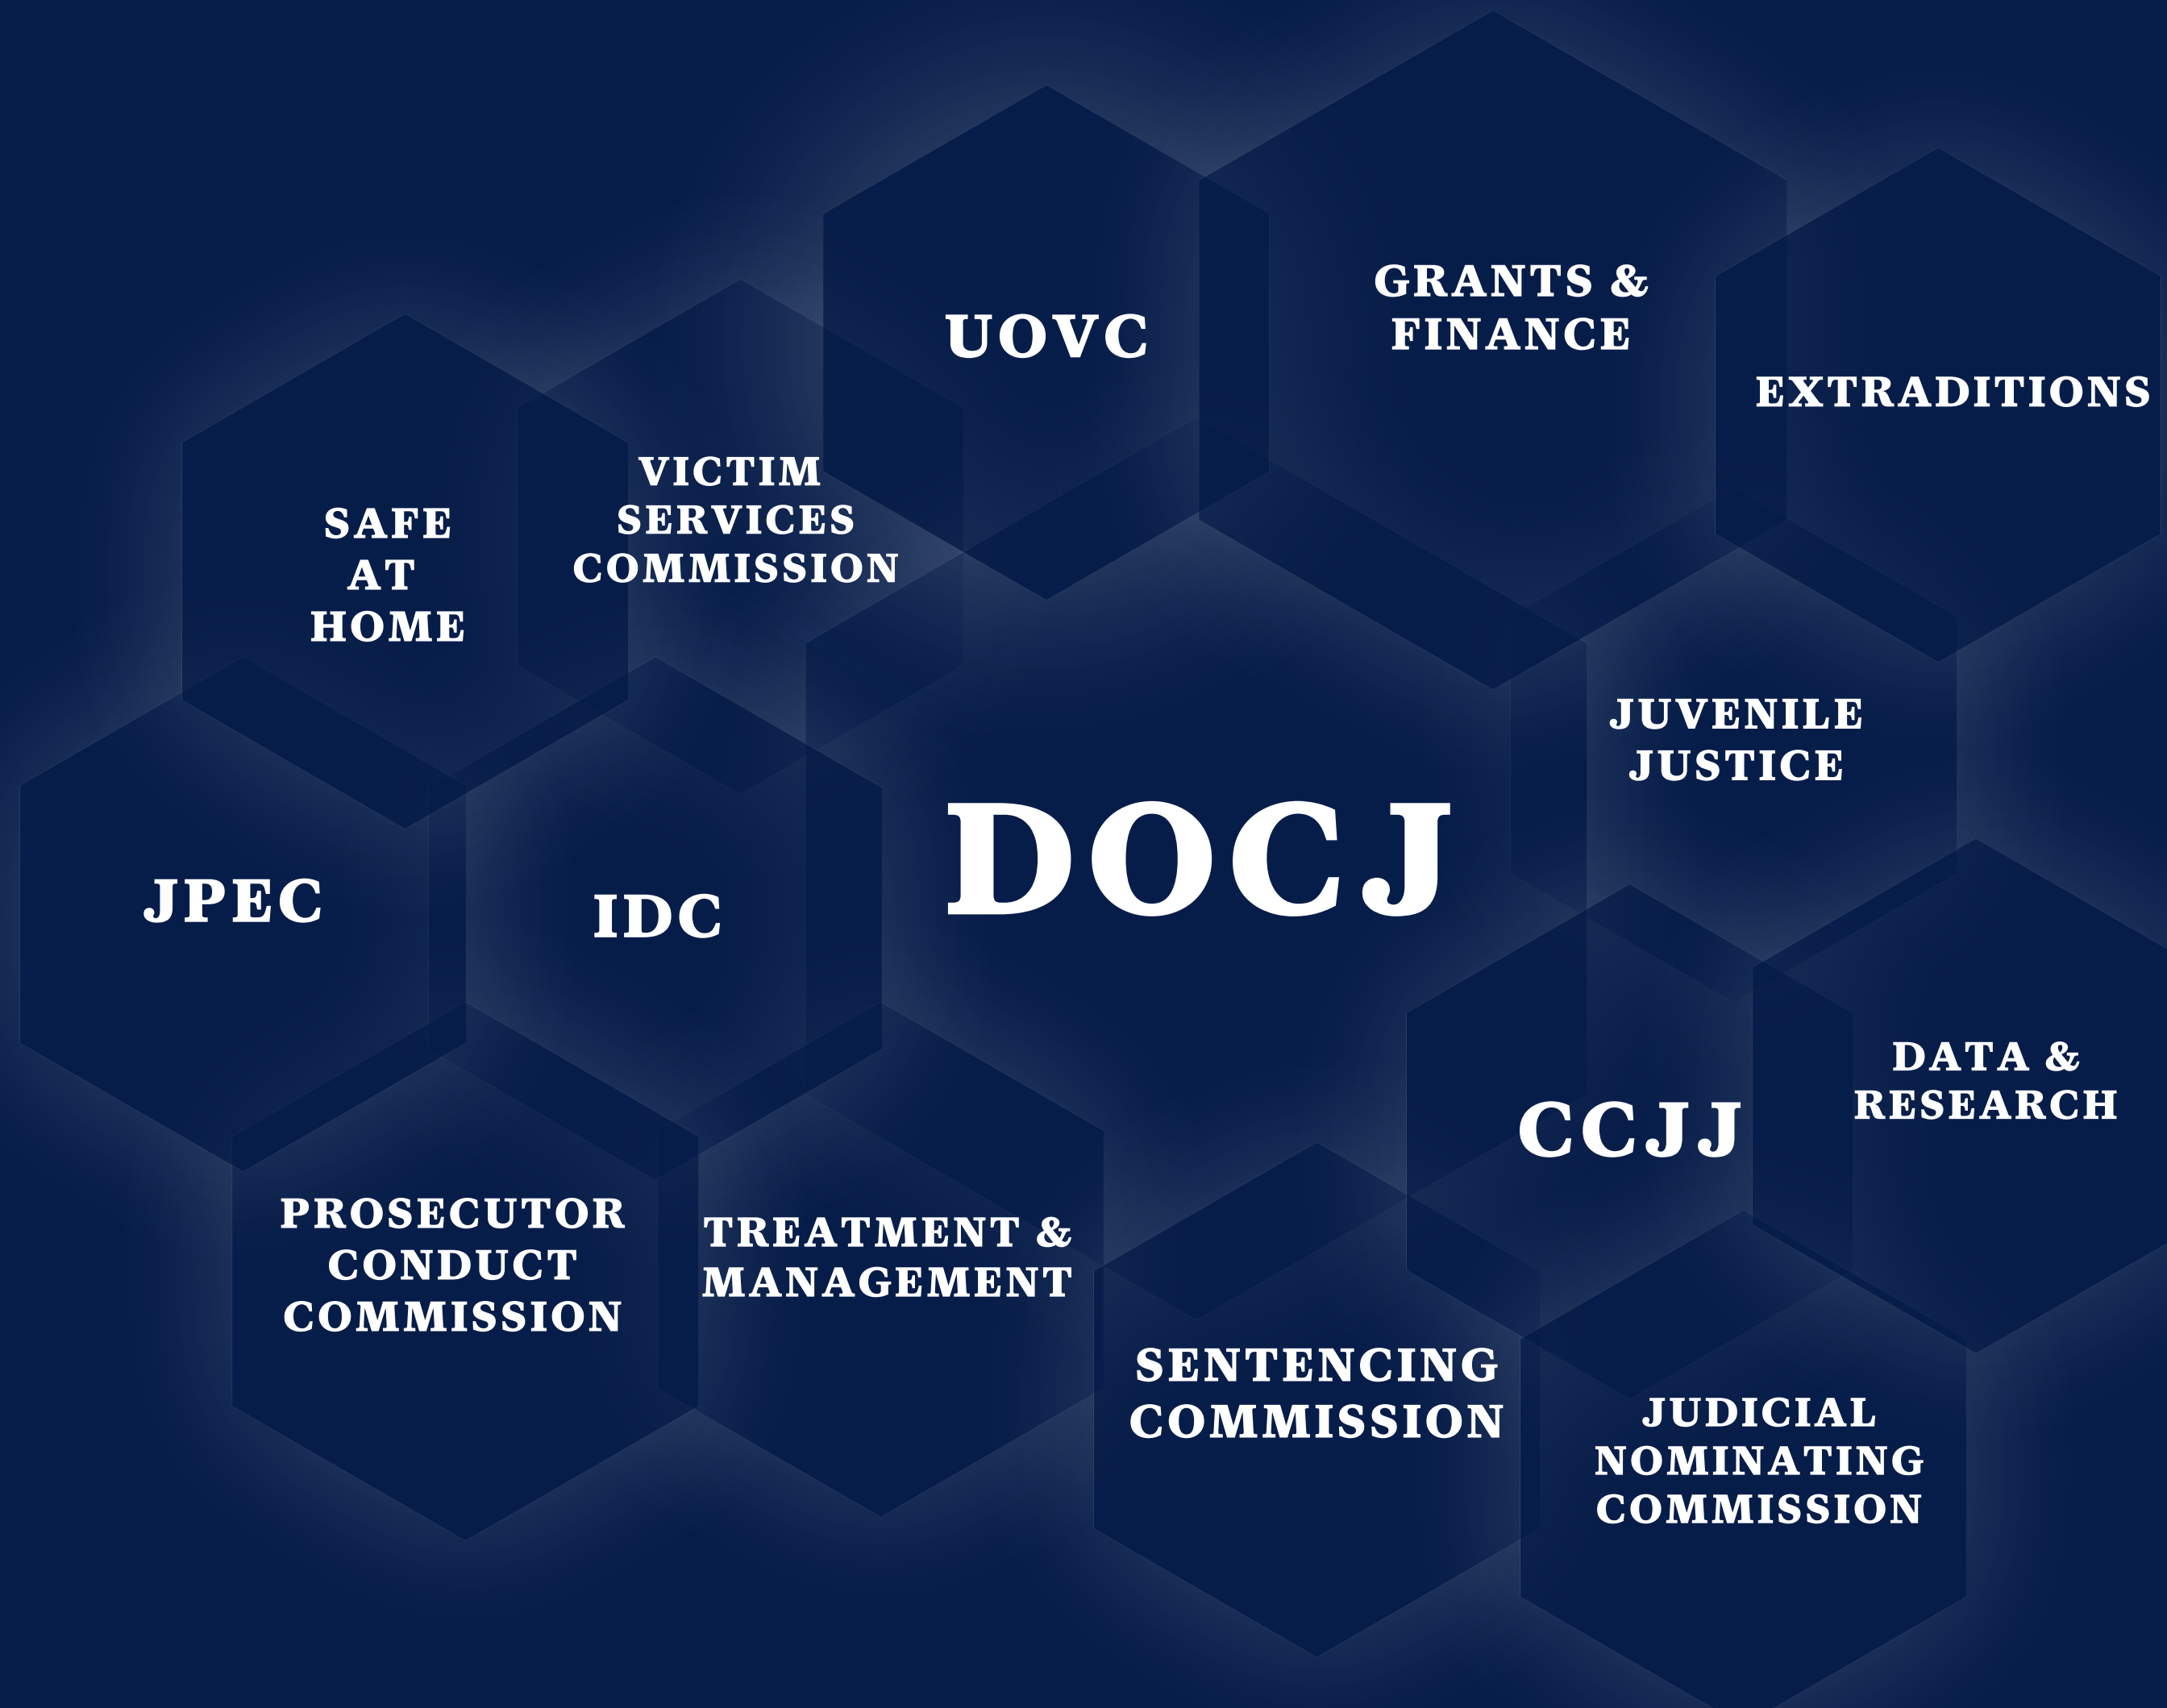 UOVC
GRANTS &
FINANCE
EXTRADITIONS
VICTIM
SERVICES
COMMISSION
SAFE
AT
HOME
JUVENILE
JUSTICE
DOCJ
JPEC
IDC
DATA &
RESEARCH
CCJJ
PROSECUTOR
CONDUCT
COMMISSION
TREATMENT &
MANAGEMENT
SENTENCING
COMMISSION
JUDICIAL
NOMINATING
COMMISSION